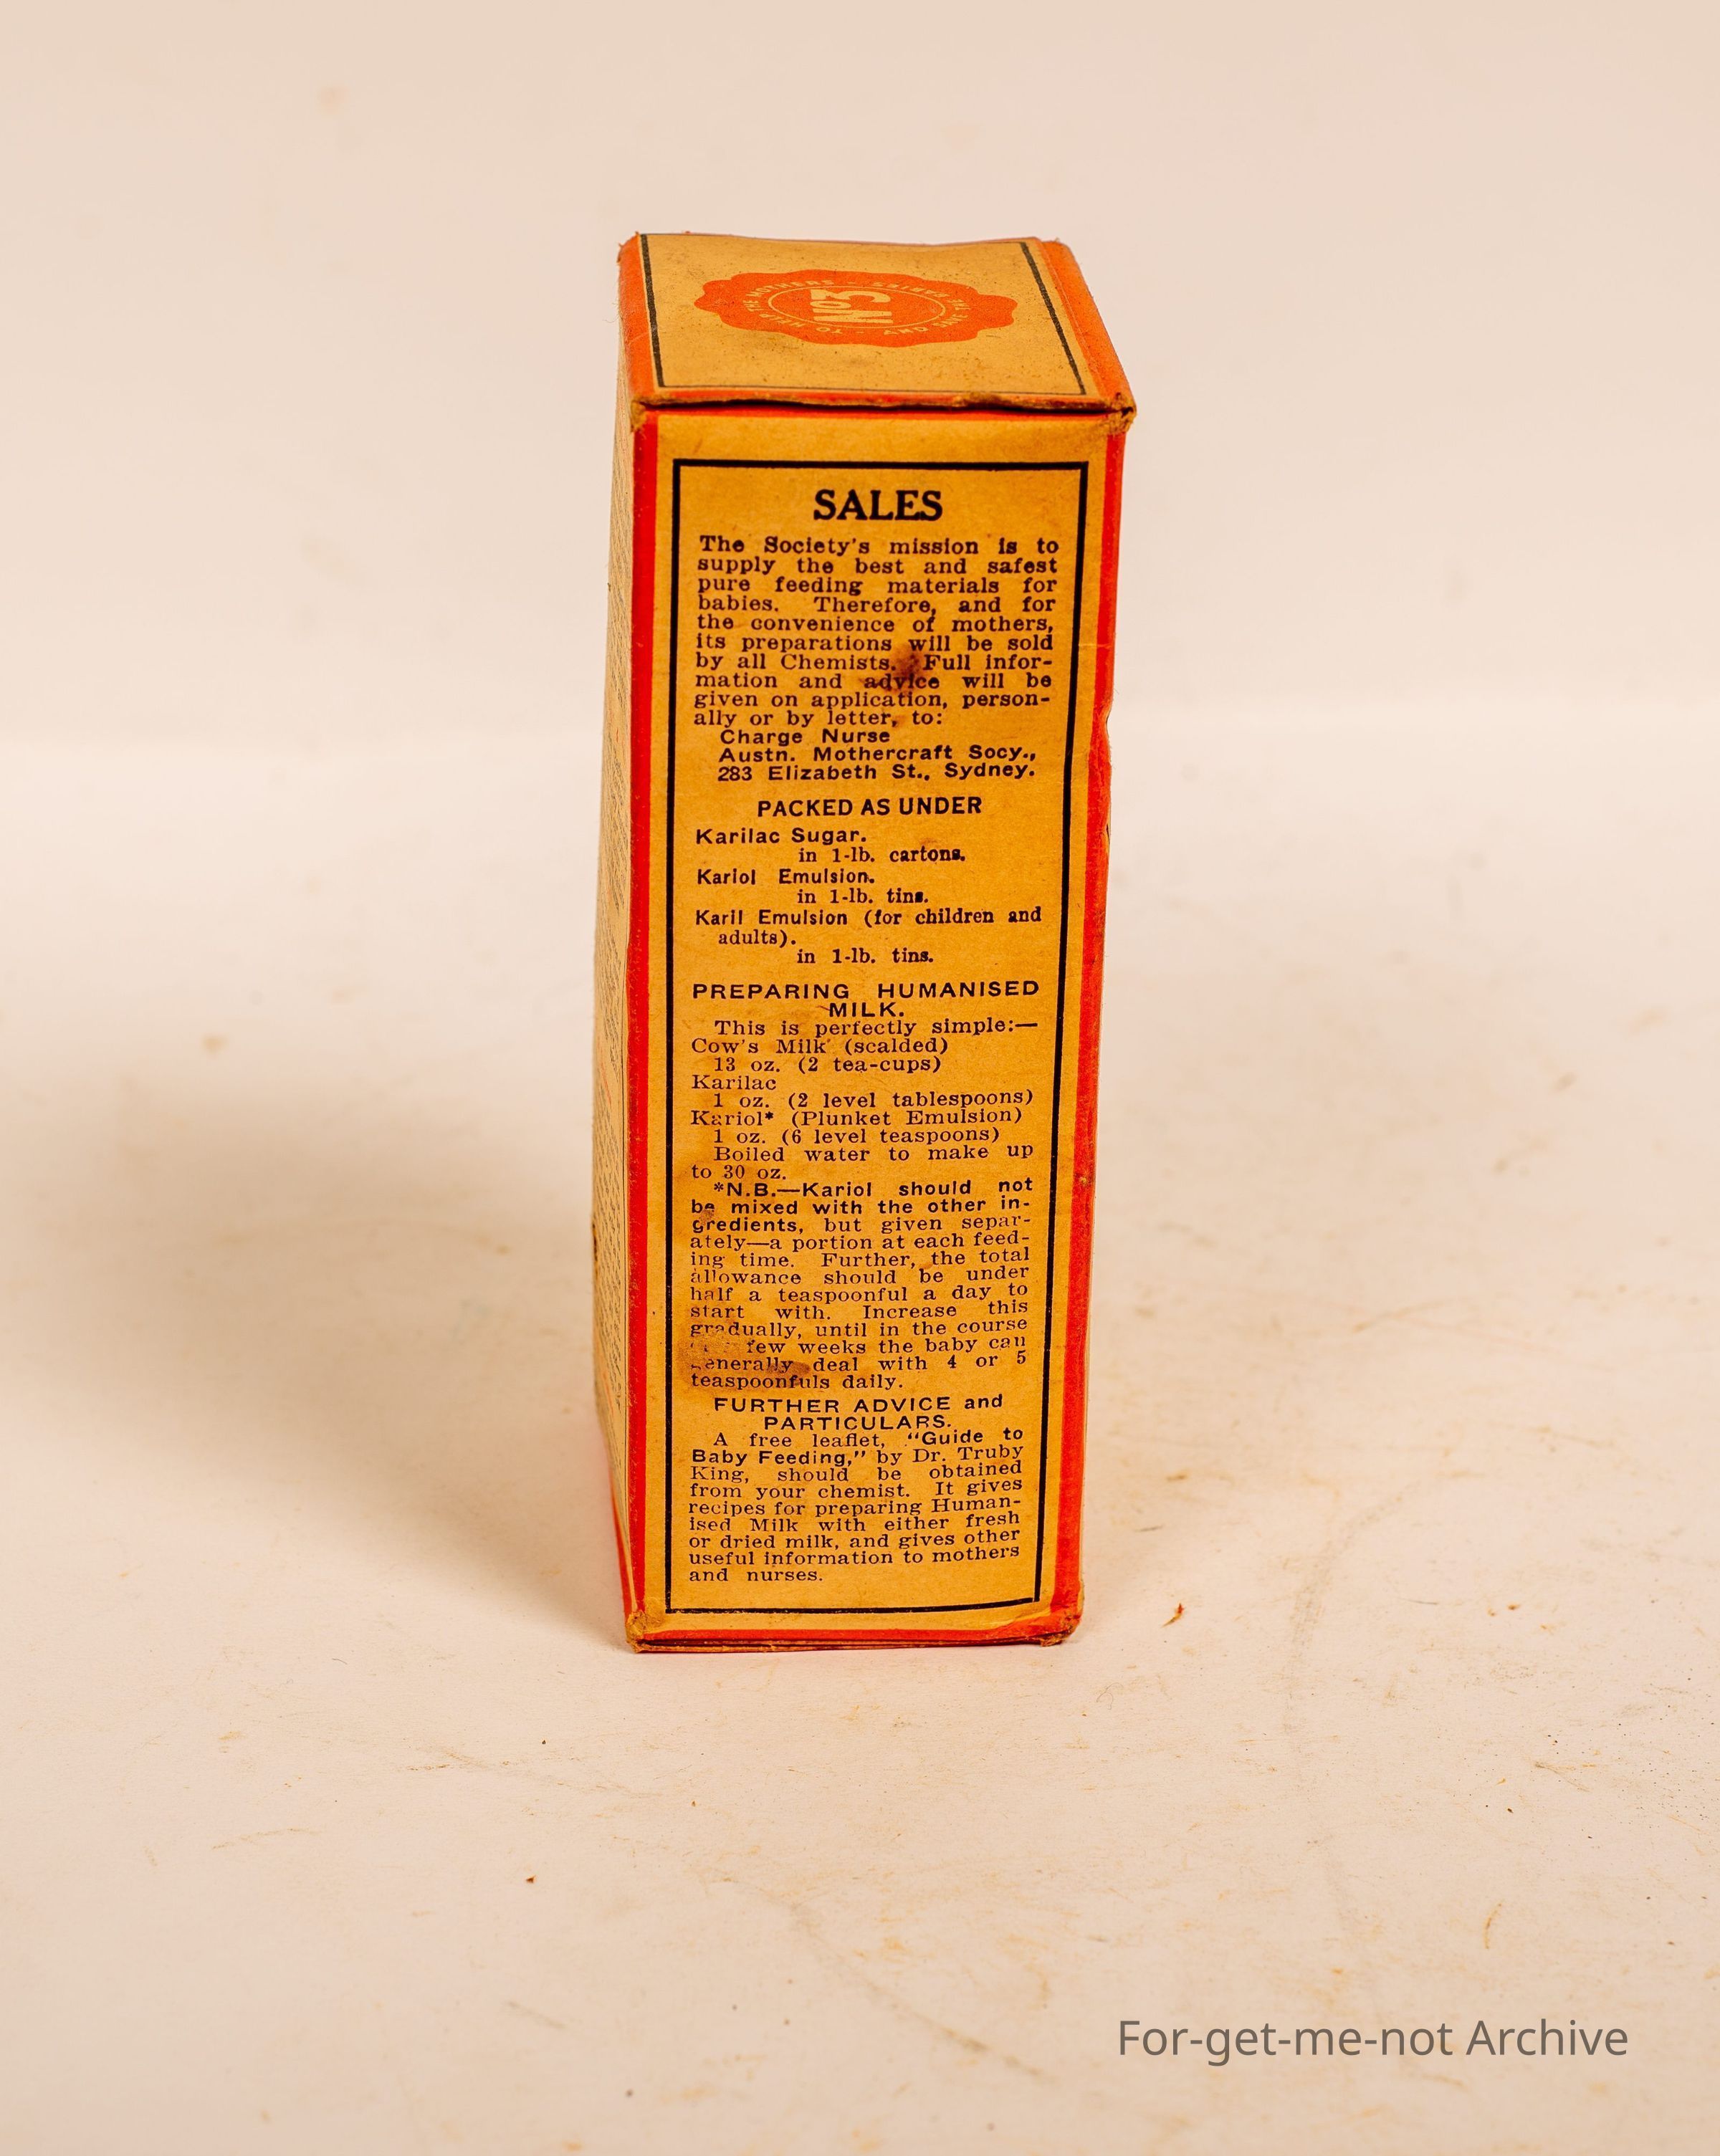 TO HELP THE MOTHERS - AND SAVE THE BABIES -
No3
SALES
The Society's mission is to
supply the best and safest
pure feeding materials for
babies. Therefore, and for
the convenience of mothers,
its preparations will be sold
by all Chemists. Full infor-
mation and advice will be
given on application, person-
ally or by letter, to:
Charge Nurse
Austn. Mothercraft Socy.,
283 Elizabeth St., Sydney.
PACKED AS UNDER
Karilac Sugar.
in 1-lb. cartons.
Kariol Emulsion.
in 1-lb. tins.
Karil Emulsion (for children and
adults).
in 1-lb. tins.
PREPARING HUMANISED
MILK.
This is perfectly simple:—
Cow's Milk (scalded)
13 oz. (2 tea-cups)
Karilac
1 oz. (2 level tablespoons)
Kariol* (Plunket Emulsion)
1 oz. (6 level teaspoons)
Boiled water to make up
to 30 oz.
*N.B.—Kariol should not
be mixed with the other in-
gredients, but given separ-
ately—a portion at each feed-
ing time. Further, the total
allowance should be under
half a teaspoonful a day to
start with. Increase this
gradually, until in the course
few weeks the baby can
generally deal with 4 or 5
teaspoonfuls daily.
FURTHER ADVICE and
PARTICULARS.
A free leaflet, "Guide to
Baby Feeding," by Dr. Truby
King, should be obtained
from your chemist. It gives
recipes for preparing Human-
ised Milk with either fresh
or dried milk, and gives other
useful information to mothers
and nurses.
For-get-me-not Archive